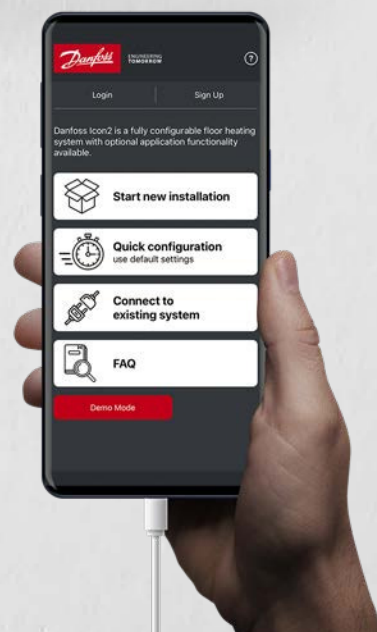 Danfoss
ENGINEERING
TOMORROW
?
Login
Sign Up
Danfoss Icon2 is a fully configurable floor heating
system with optional application functionality
available.
Start new installation
Quick configuration
use default settings
Connect to
existing system
FAQ
Demo Mode